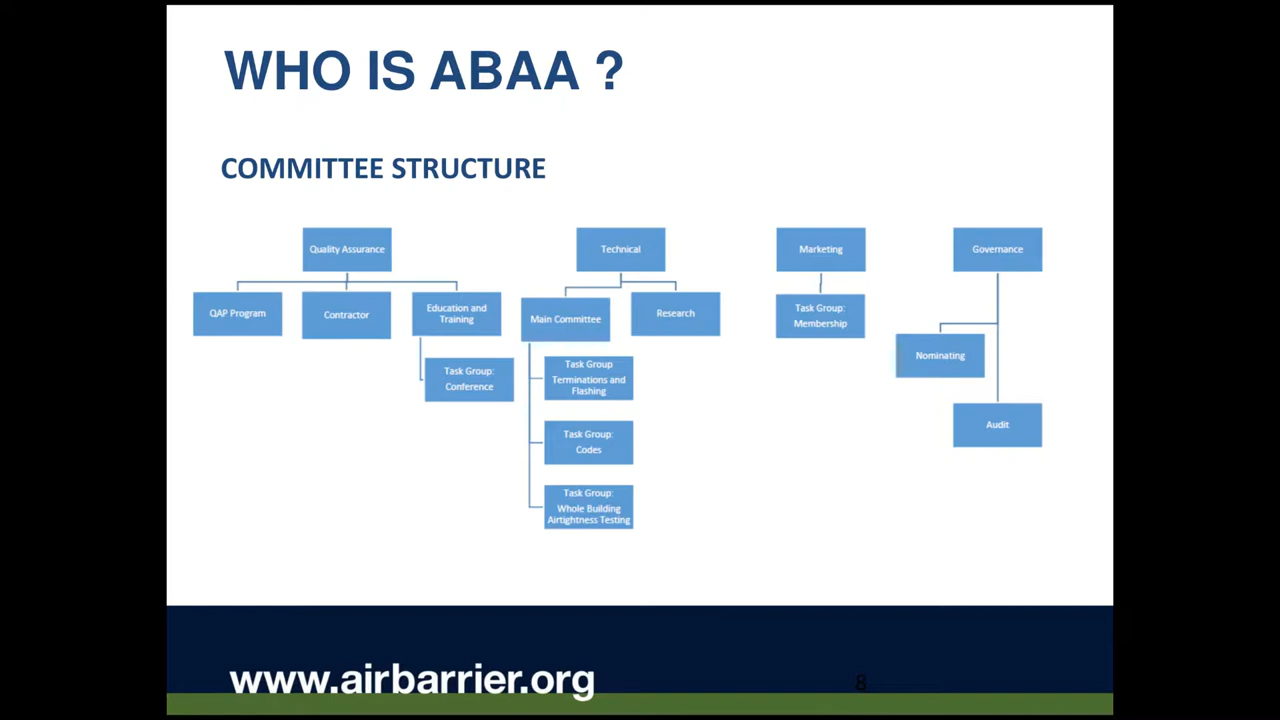 WHO IS ABAA ?
COMMITTEE STRUCTURE
Quality Assurance
QAP Program
Contractor
Education and
Training
Task Group:
Conference
Technical
Main Committee
Research
Task Group
Terminations and
Flashing
Task Group:
Codes
Task Group:
Whole Building
Airtightness Testing
Marketing
Task Group:
Membership
Governance
Nominating
Audit
www.airbarrier.org
8